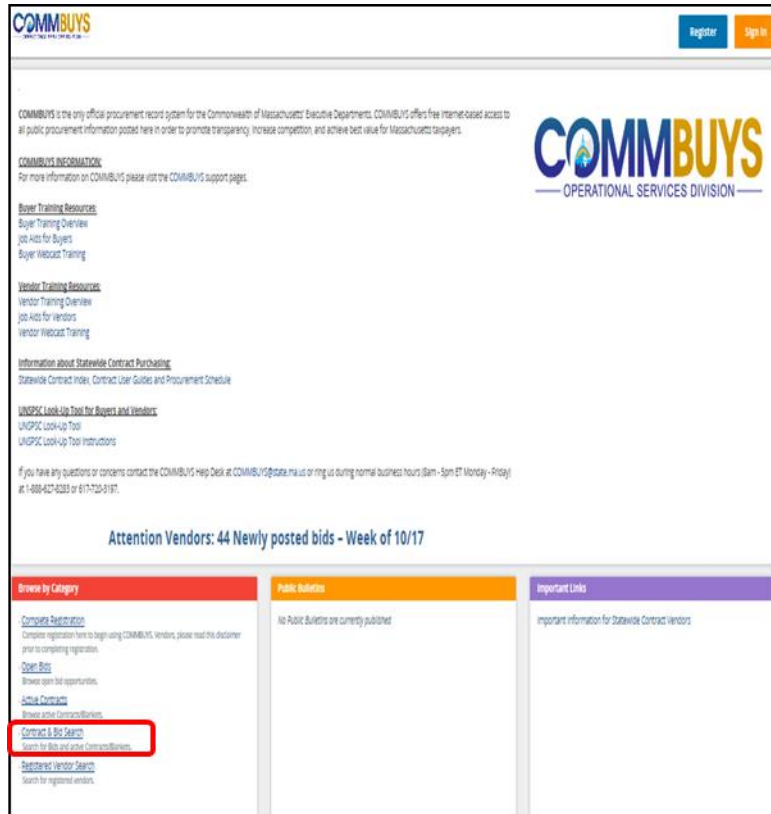 COMMBUYS
OPERATIONAL SERVICES DIVISION
Register
Sign In
COMMBUYS is the only official procurement record system for the Commonwealth of Massachusetts' Executive Departments. COMMBUYS offers free internet-based access to
all public procurement information posted here in order to promote transparency, increase competition, and achieve best value for Massachusetts taxpayers.
COMMBUYS INFORMATION:
For more information on COMMBUYS please visit the COMMBUYS support pages.
Buyer Training Resources:
Buyer Training Overview
Job Aids for Buyers
Buyer Webcast Training
Vendor Training Resources:
Vendor Training Overview
Job Aids for Vendors
Vendor Webcast Training
Information about Statewide Contract Purchasing:
Statewide Contract Index, Contract User Guides and Procurement Schedule
UNSPSC Look-Up Tool for Buyers and Vendors:
UNSPSC Look-Up Tool
UNSPSC Look-Up Tool Instructions
If you have any questions or concerns contact the COMMBUYS Help Desk at COMMBUYS@state.ma.us or ring us during normal business hours (8am - 5pm ET Monday - Friday)
at 1-888-627-8283 or 617-720-3197.
COMMBUYS
OPERATIONAL SERVICES DIVISION
Attention Vendors: 44 Newly posted bids – Week of 10/17
Browse by Category
Complete Registration
Complete registration here to begin using COMMBUYS. Vendors, please read this disclaimer
prior to completing registration.
Open Bids
Browse open bid opportunities.
Active Contracts
Browse active Contracts/Blankets.
Contract & Bid Search
Search for Bids and active Contracts/Blankets.
Registered Vendor Search
Search for registered vendors.
Public Bulletins
No Public Bulletins are currently published
Important Links
Important Information for Statewide Contract Vendors